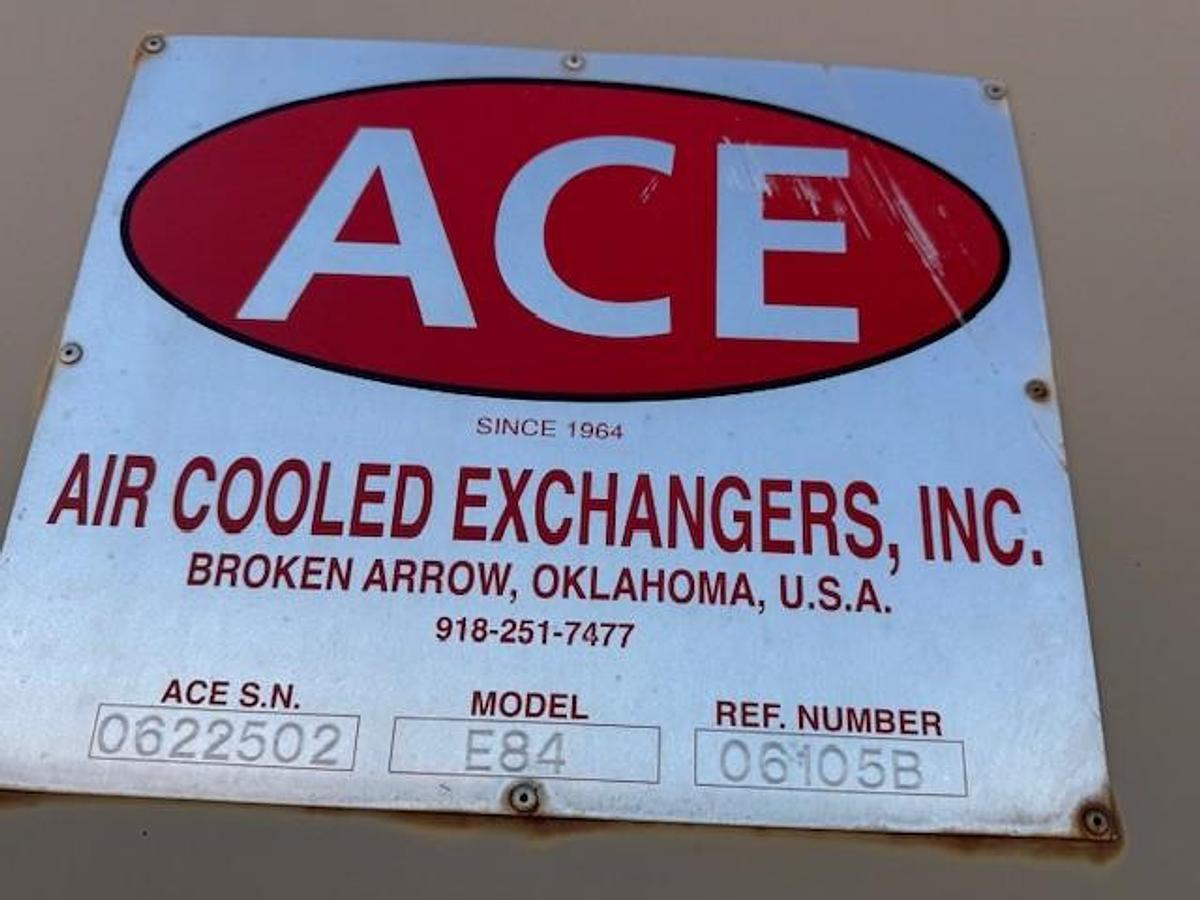 ACE
SINCE 1964
AIR COOLED EXCHANGERS, INC.
BROKEN ARROW, OKLAHOMA, U.S.A.
918-251-7477
ACE S.N. MODEL REF. NUMBER
0622502 E84 06105B